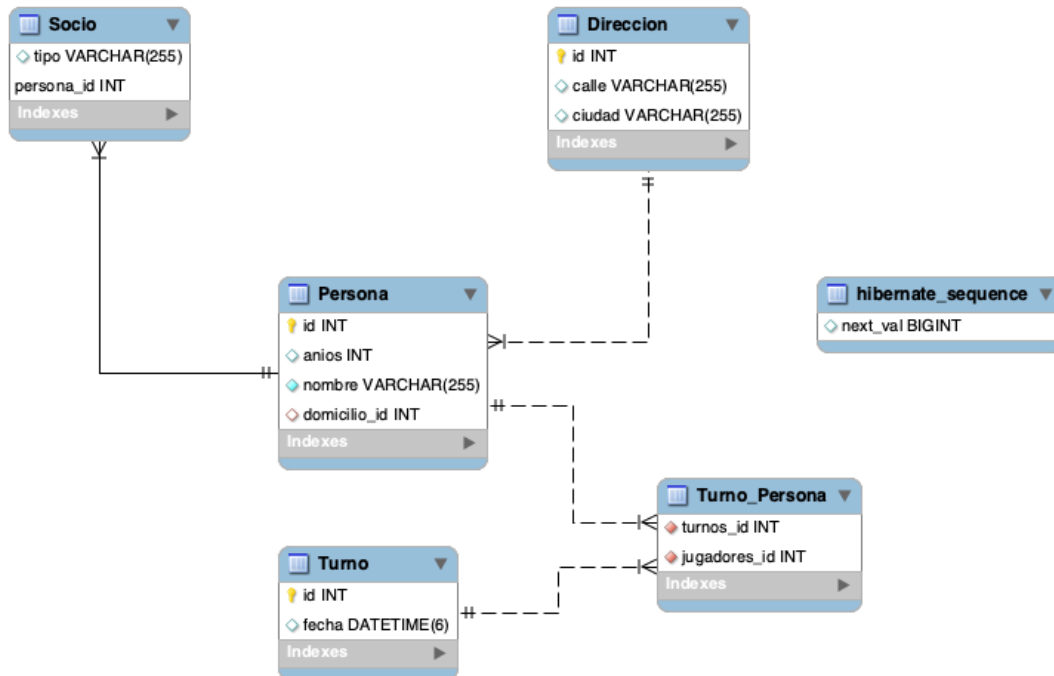 Socio
tipo VARCHAR(255)
persona_id INT
Indexes
Direccion
id INT
calle VARCHAR(255)
ciudad VARCHAR(255)
Indexes
Persona
id INT
anios INT
nombre VARCHAR(255)
domicilio_id INT
Indexes
hibernate_sequence
next_val BIGINT
Turno_Persona
turnos_id INT
jugadores_id INT
Indexes
Turno
id INT
fecha DATETIME(6)
Indexes